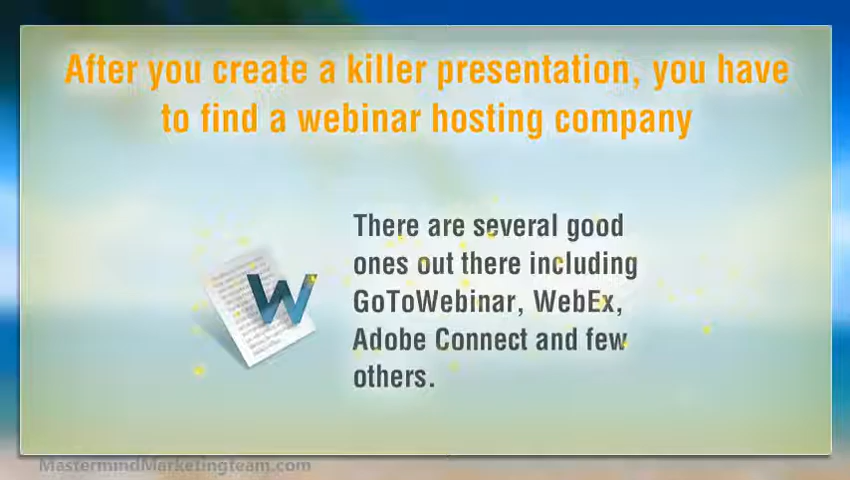 After you create a killer presentation, you have
to find a webinar hosting company
There are several good
ones out there including
GoToWebinar, WebEx,
Adobe Connect and few
others.
W
MastermindMarketingteam.com